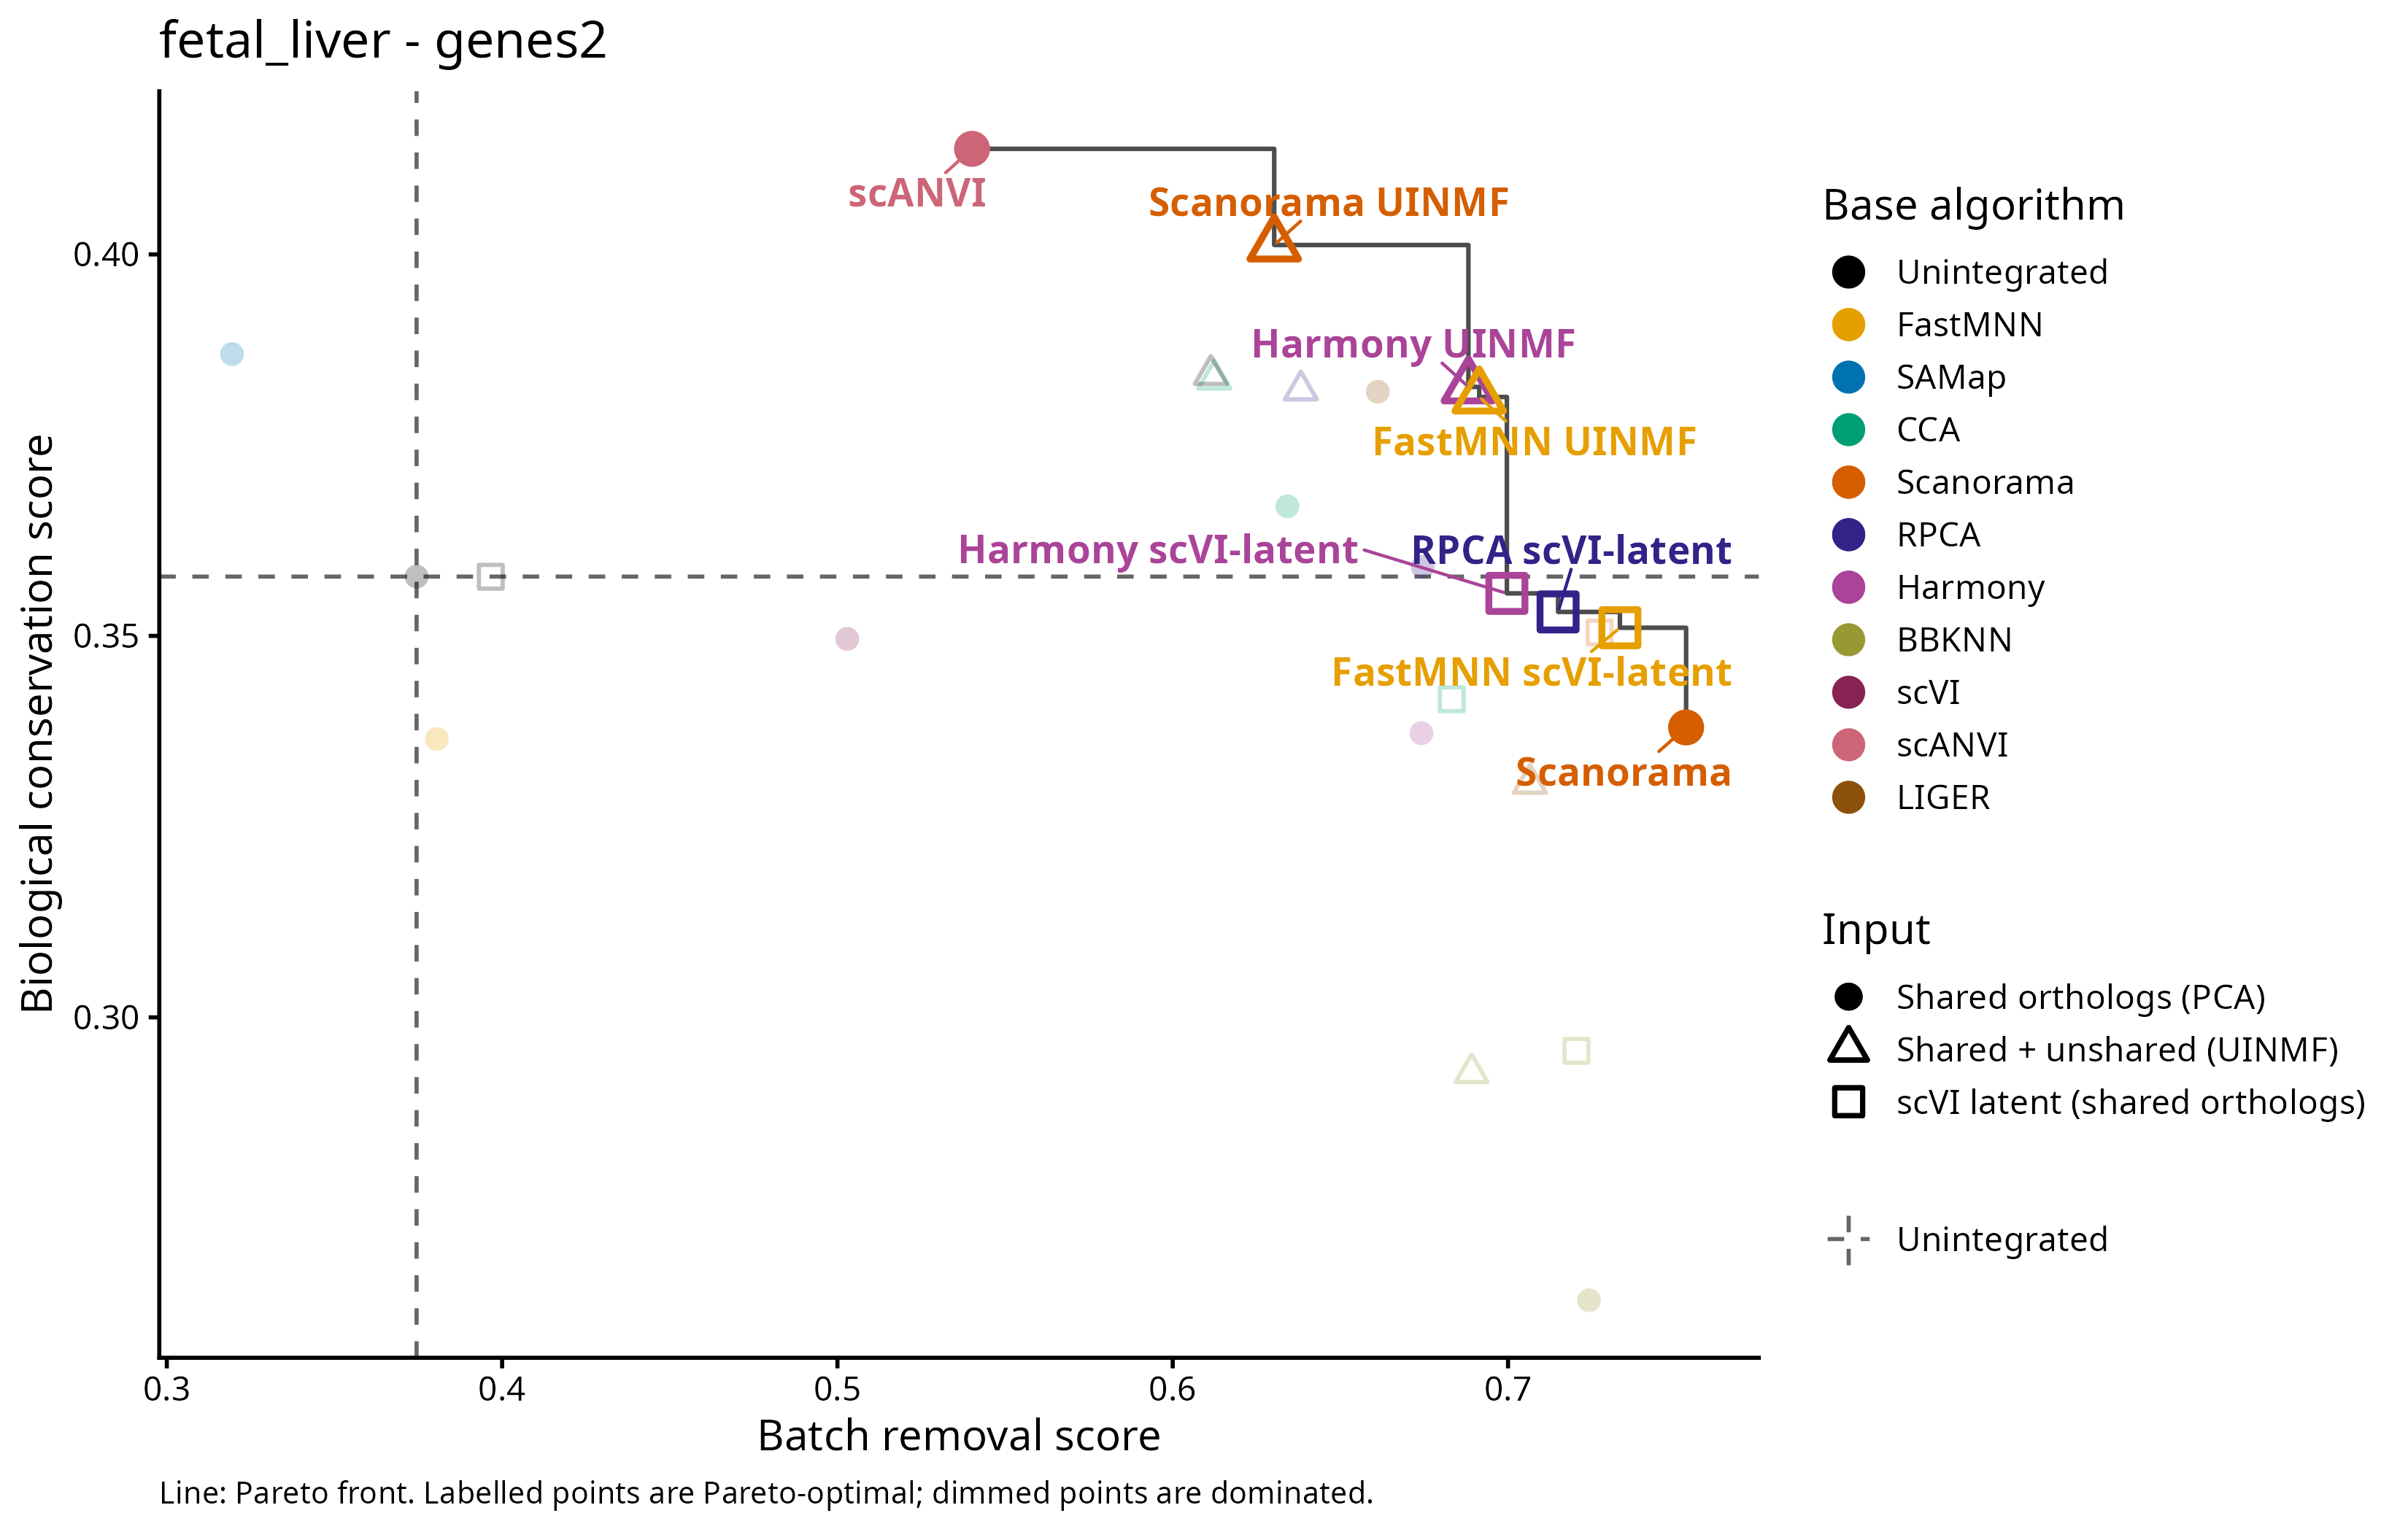 fetal_liver - genes2
Biological conservation score
0.40
0.35
0.30
scANVI
Scanorama UINMF
Harmony UINMF
FastMNN UINMF
Harmony scVI-latent
RPCA scVI-latent
FastMNN scVI-latent
Scanorama
0.3
0.4
0.5
0.6
0.7
Batch removal score
Line: Pareto front. Labelled points are Pareto-optimal; dimmed points are dominated.
Base algorithm
Unintegrated
FastMNN
SAMap
CCA
Scanorama
RPCA
Harmony
BBKNN
scVI
scANVI
LIGER
Input
Shared orthologs (PCA)
Shared + unshared (UINMF)
scVI latent (shared orthologs)
Unintegrated